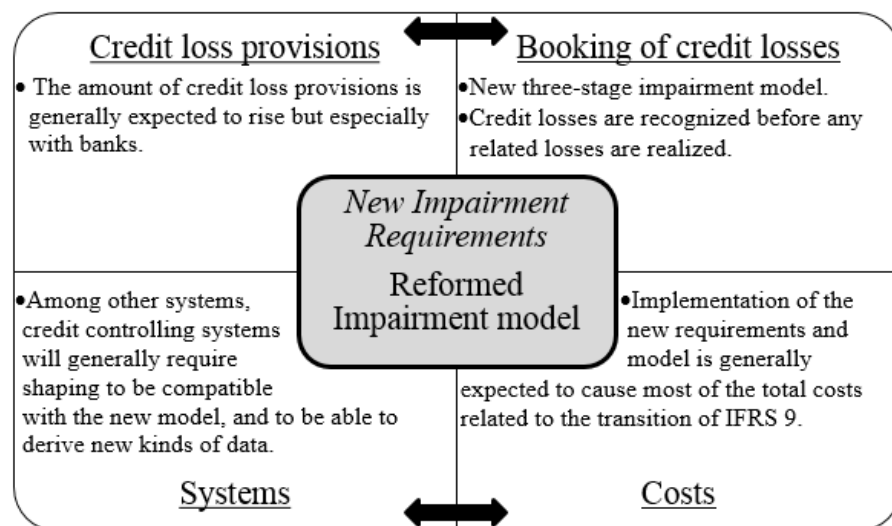 Credit loss provisions
• The amount of credit loss provisions is
generally expected to rise but especially
with banks.
Booking of credit losses
•New three-stage impairment model.
•Credit losses are recognized before any
related losses are realized.
New Impairment
Requirements
Reformed
Impairment model
•Among other systems,
credit controlling systems
will generally require
shaping to be compatible
with the new model, and to be able to
derive new kinds of data.
Systems
•Implementation of the
new requirements and
model is generally
expected to cause most of the total costs
related to the transition of IFRS 9.
Costs